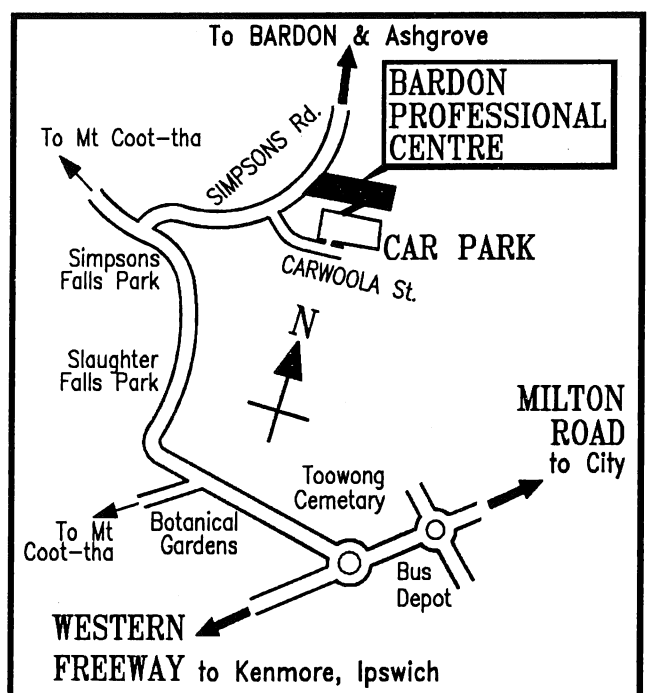 To BARDON & Ashgrove
BARDON
PROFESSIONAL
CENTRE
To Mt Coot-tha
SIMPSONS Rd.
CAR PARK
Simpsons
Falls Park
CARWOOLA St.
N
Slaughter
Falls Park
MILTON
ROAD
to City
Toowong
Cemetary
To Mt
Coot-tha
Botanical
Gardens
Bus
Depot
WESTERN
FREEWAY to Kenmore, Ipswich